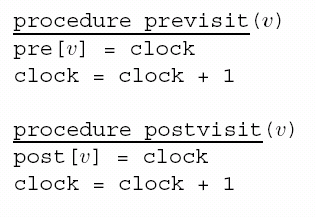 procedure previsit(v)
pre[v] = clock
clock = clock + 1
procedure postvisit(v)
post[v] = clock
clock = clock + 1